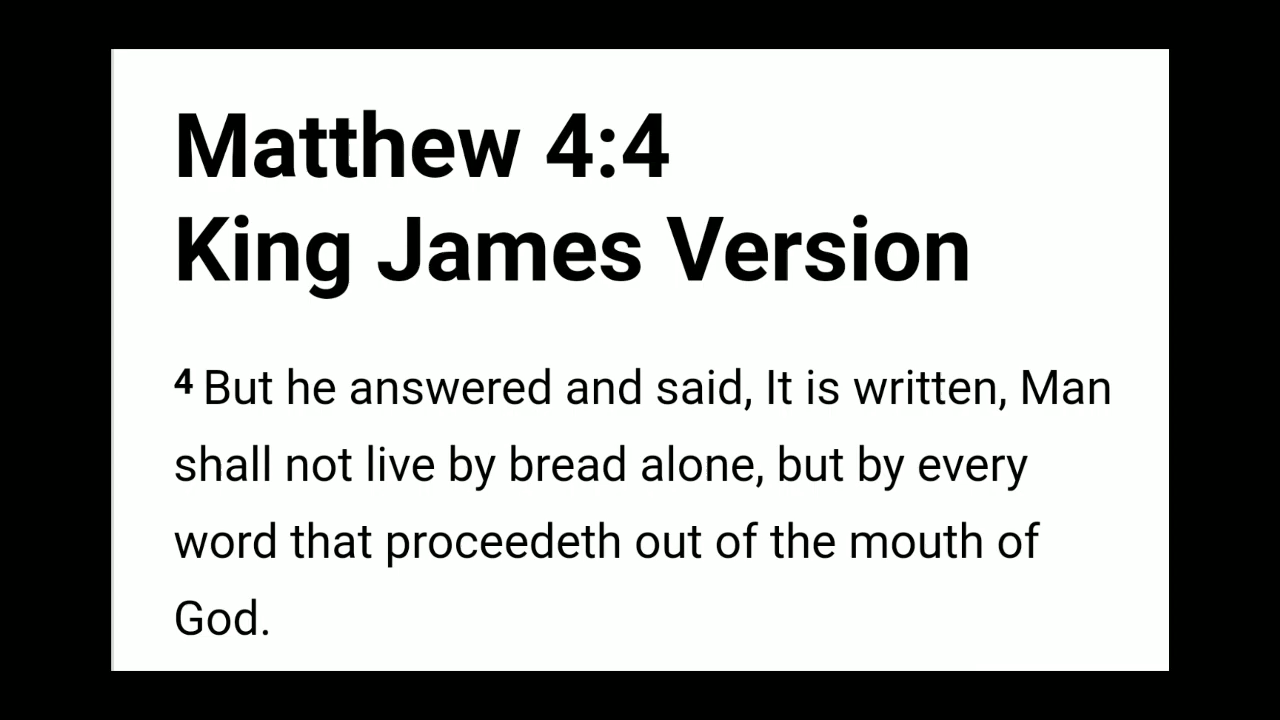 Matthew 4:4
King James Version
4 But he answered and said, It is written, Man
shall not live by bread alone, but by every
word that proceedeth out of the mouth of
God.